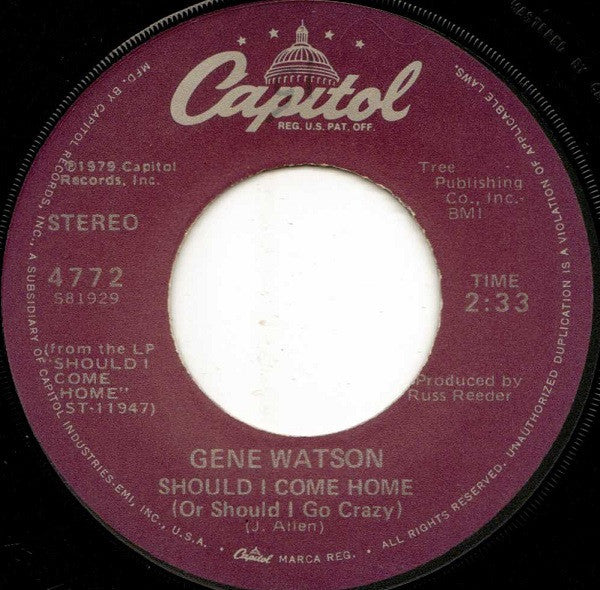 Capitol
REG. U.S. PAT. OFF.
℗1979 Capitol
Records, Inc.
STEREO
4772
S81929
(from the LP
"SHOULD I
COME
HOME"
ST-11947)
Tree
Publishing
Co., Inc.-
BMI
TIME
2:33
Produced by
Russ Reeder
GENE WATSON
SHOULD I COME HOME
(Or Should I Go Crazy)
(J. Allen)
MFG. BY CAPITOL RECORDS, INC., A SUBSIDIARY OF CAPITOL INDUSTRIES-EMI, INC., U.S.A. • Capitol MARCA REG. • ALL RIGHTS RESERVED. UNAUTHORIZED DUPLICATION IS A VIOLATION OF APPLICABLE LAWS.